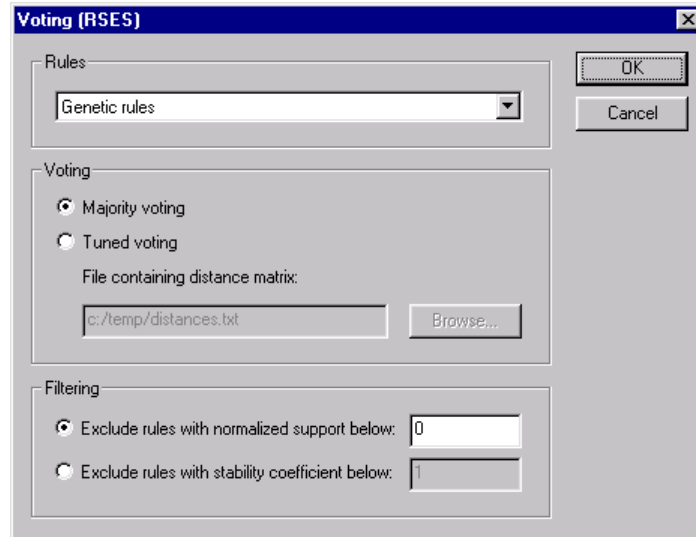 Voting (RSES)
Rules
OK
Genetic rules
Cancel
Voting
Majority voting
Tuned voting
File containing distance matrix:
c:/temp/distances.txt
Browse...
Filtering
Exclude rules with normalized support below: 0
Exclude rules with stability coefficient below: 1